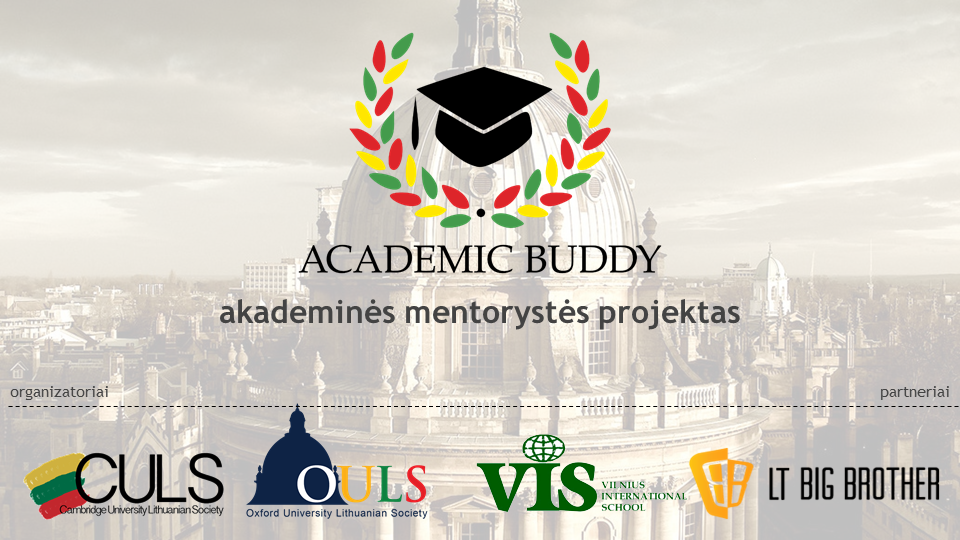 ACADEMIC BUDDY
akademinės mentorystės projektas
organizatoriai
partneriai
CULS
Cambridge University Lithuanian Society
OULS
Oxford University Lithuanian Society
VIS
VILNIUS
INTERNATIONAL
SCHOOL
LT BIG BROTHER